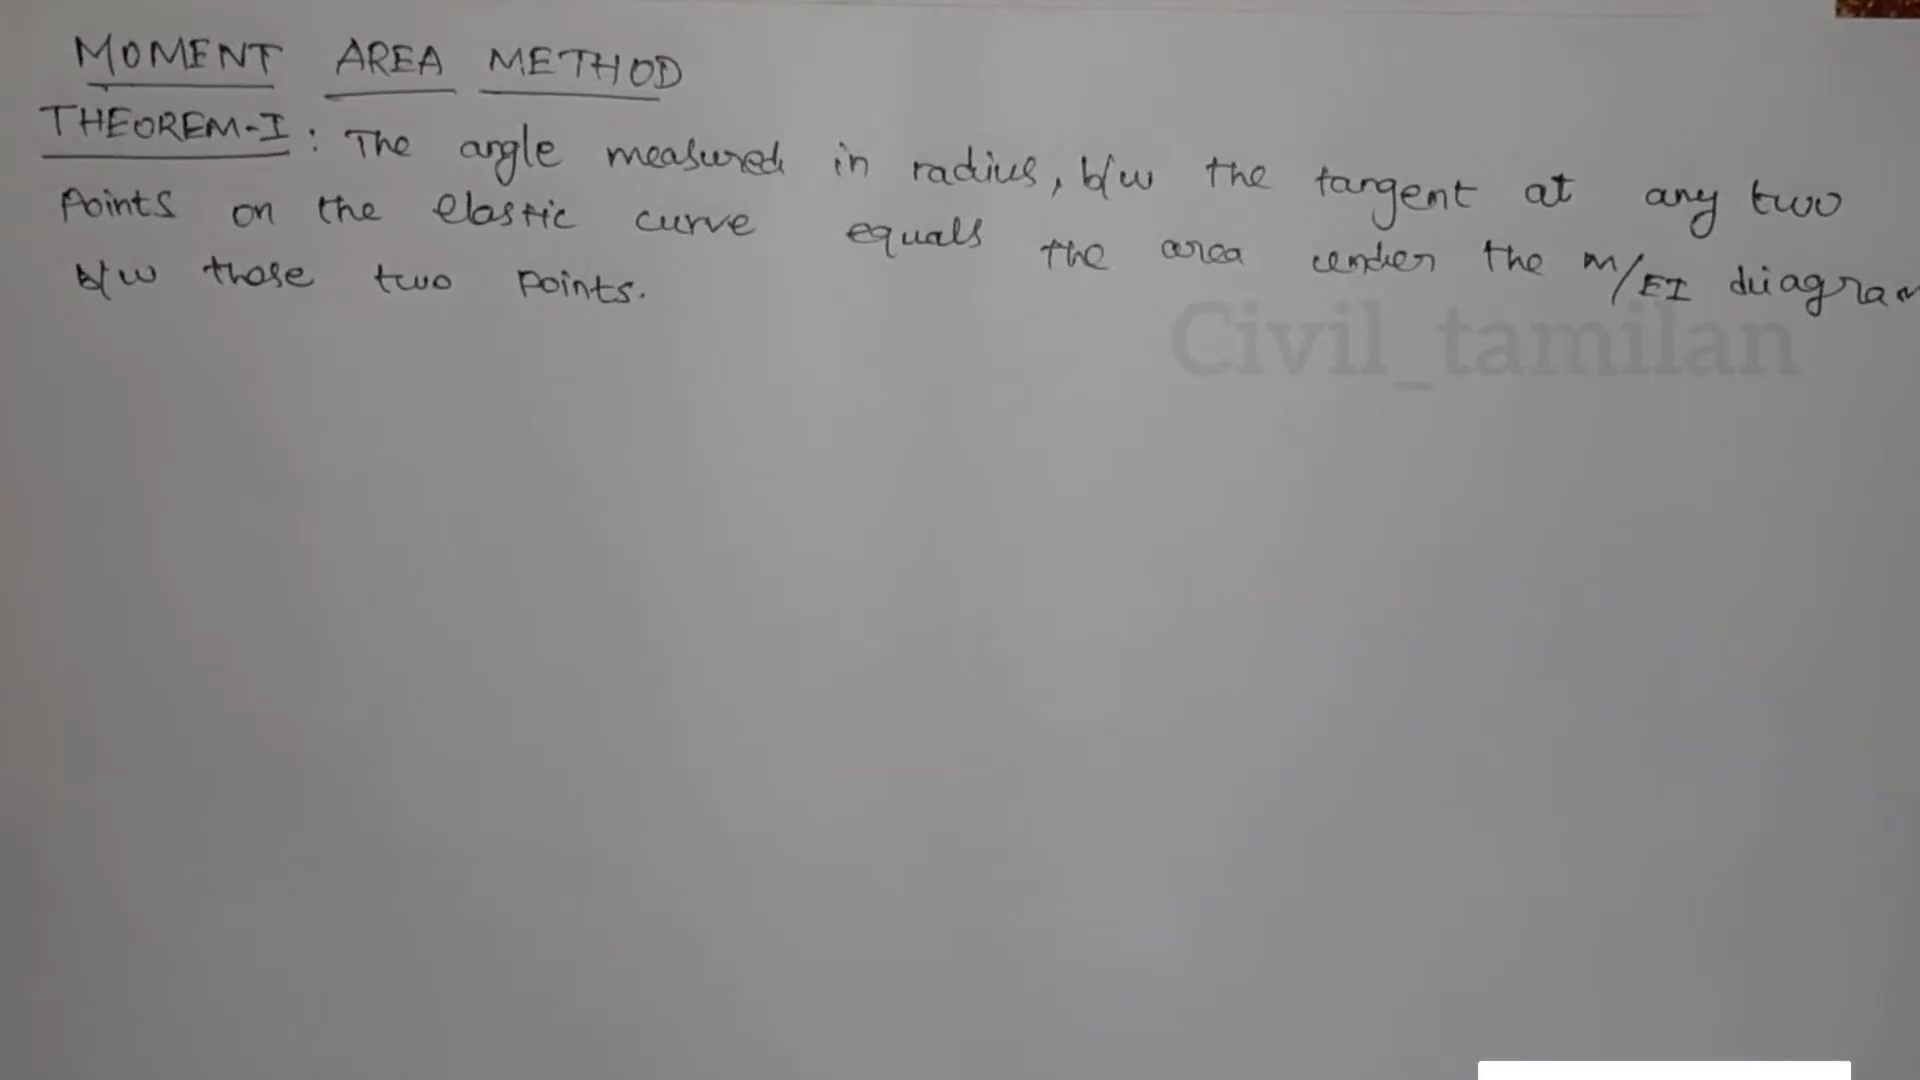 MOMENT AREA METHOD
THEOREM-I : The angle measured in radius, b/w the tangent at any two
Points on the elastic curve equals the area under the M/EI diagram
b/w those two points.
Civil_tamilan